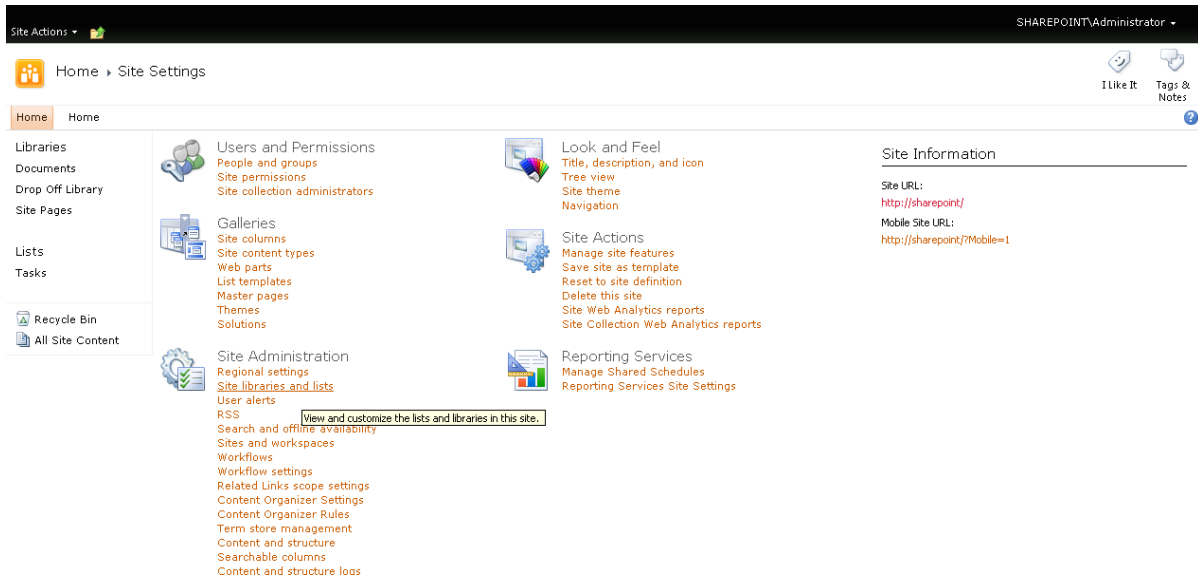 SHAREPOINT\Administrator
Site Actions
Home ▸ Site Settings
I Like It
Tags &
Notes
Home Home
Libraries
Documents
Drop Off Library
Site Pages
Lists
Tasks
Recycle Bin
All Site Content
Users and Permissions
People and groups
Site permissions
Site collection administrators
Galleries
Site columns
Site content types
Web parts
List templates
Master pages
Themes
Solutions
Site Administration
Regional settings
Site libraries and lists
User alerts
RSS
View and customize the lists and libraries in this site.
Search and offline availability
Sites and workspaces
Workflows
Workflow settings
Related Links scope settings
Content Organizer Settings
Content Organizer Rules
Term store management
Content and structure
Searchable columns
Content and structure logs
Look and Feel
Title, description, and icon
Tree view
Site theme
Navigation
Site Actions
Manage site features
Save site as template
Reset to site definition
Delete this site
Site Web Analytics reports
Site Collection Web Analytics reports
Reporting Services
Manage Shared Schedules
Reporting Services Site Settings
Site Information
Site URL:
http://sharepoint/
Mobile Site URL:
http://sharepoint/?Mobile=1